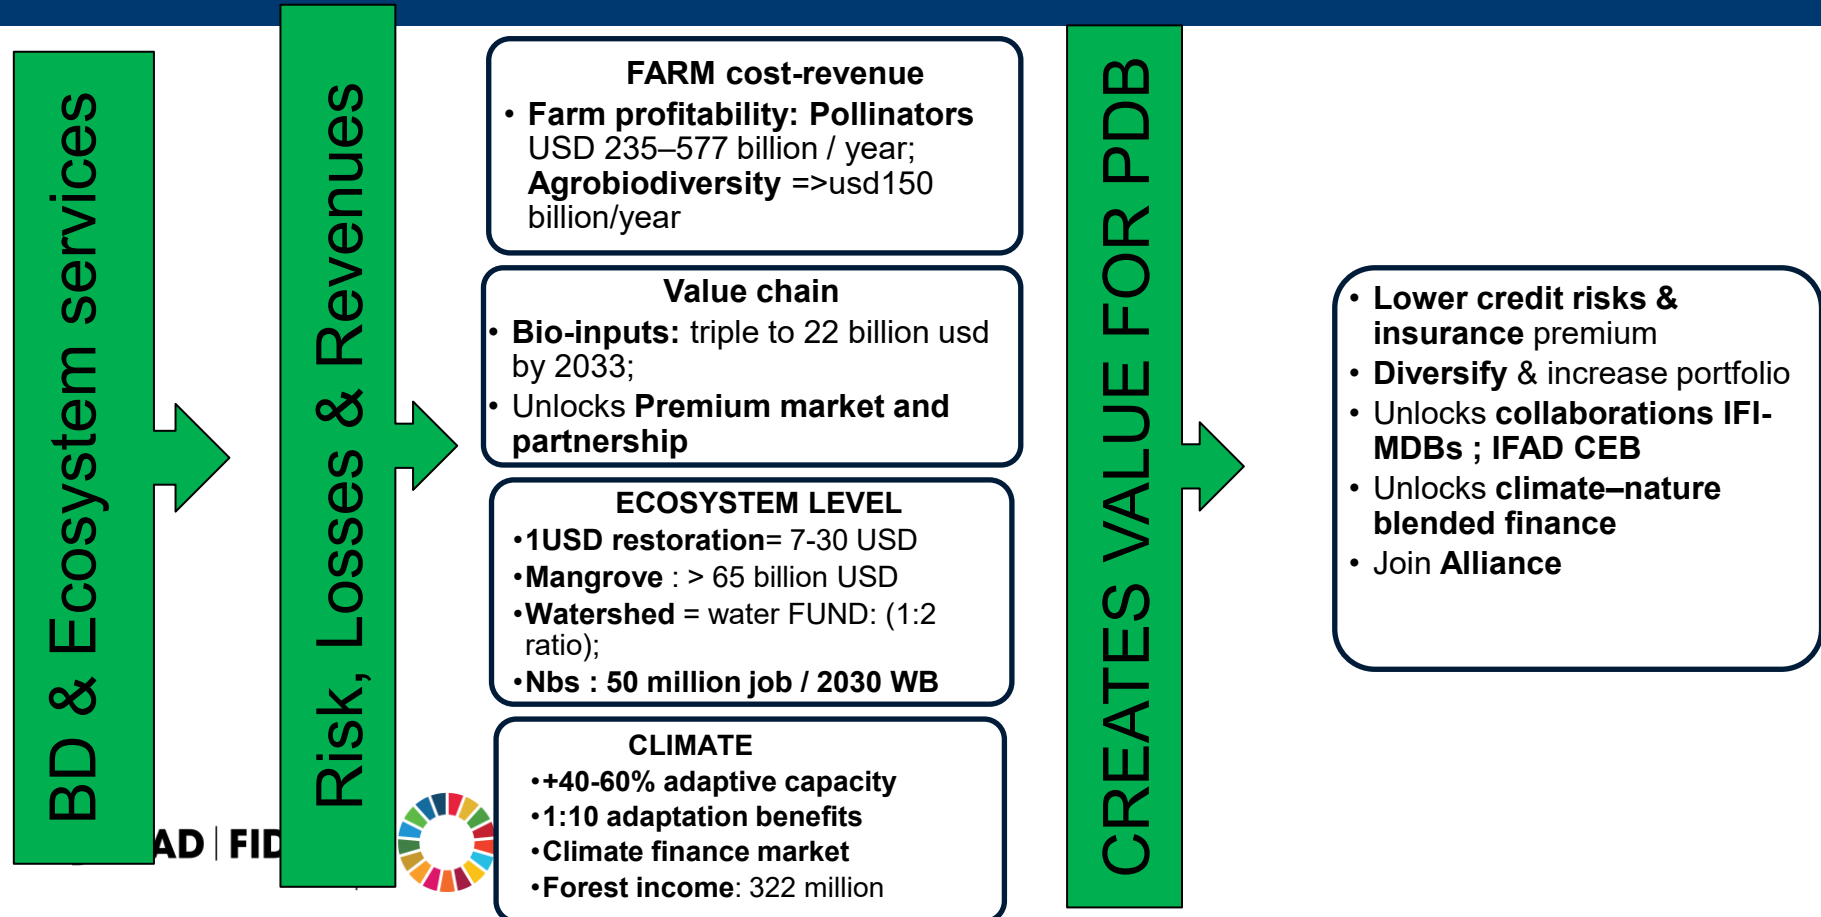 BD & Ecosystem services
Risk, Losses & Revenues
FARM cost-revenue
• Farm profitability: Pollinators
USD 235–577 billion / year;
Agrobiodiversity =>usd150
billion/year
Value chain
• Bio-inputs: triple to 22 billion usd
by 2033;
• Unlocks Premium market and
partnership
ECOSYSTEM LEVEL
•1USD restoration= 7-30 USD
•Mangrove : > 65 billion USD
•Watershed = water FUND: (1:2
ratio);
•Nbs : 50 million job / 2030 WB
CLIMATE
•+40-60% adaptive capacity
•1:10 adaptation benefits
•Climate finance market
•Forest income: 322 million
CREATES VALUE FOR PDB
• Lower credit risks &
insurance premium
• Diversify & increase portfolio
• Unlocks collaborations IFI-
MDBs ; IFAD CEB
• Unlocks climate–nature
blended finance
• Join Alliance
AD | FID